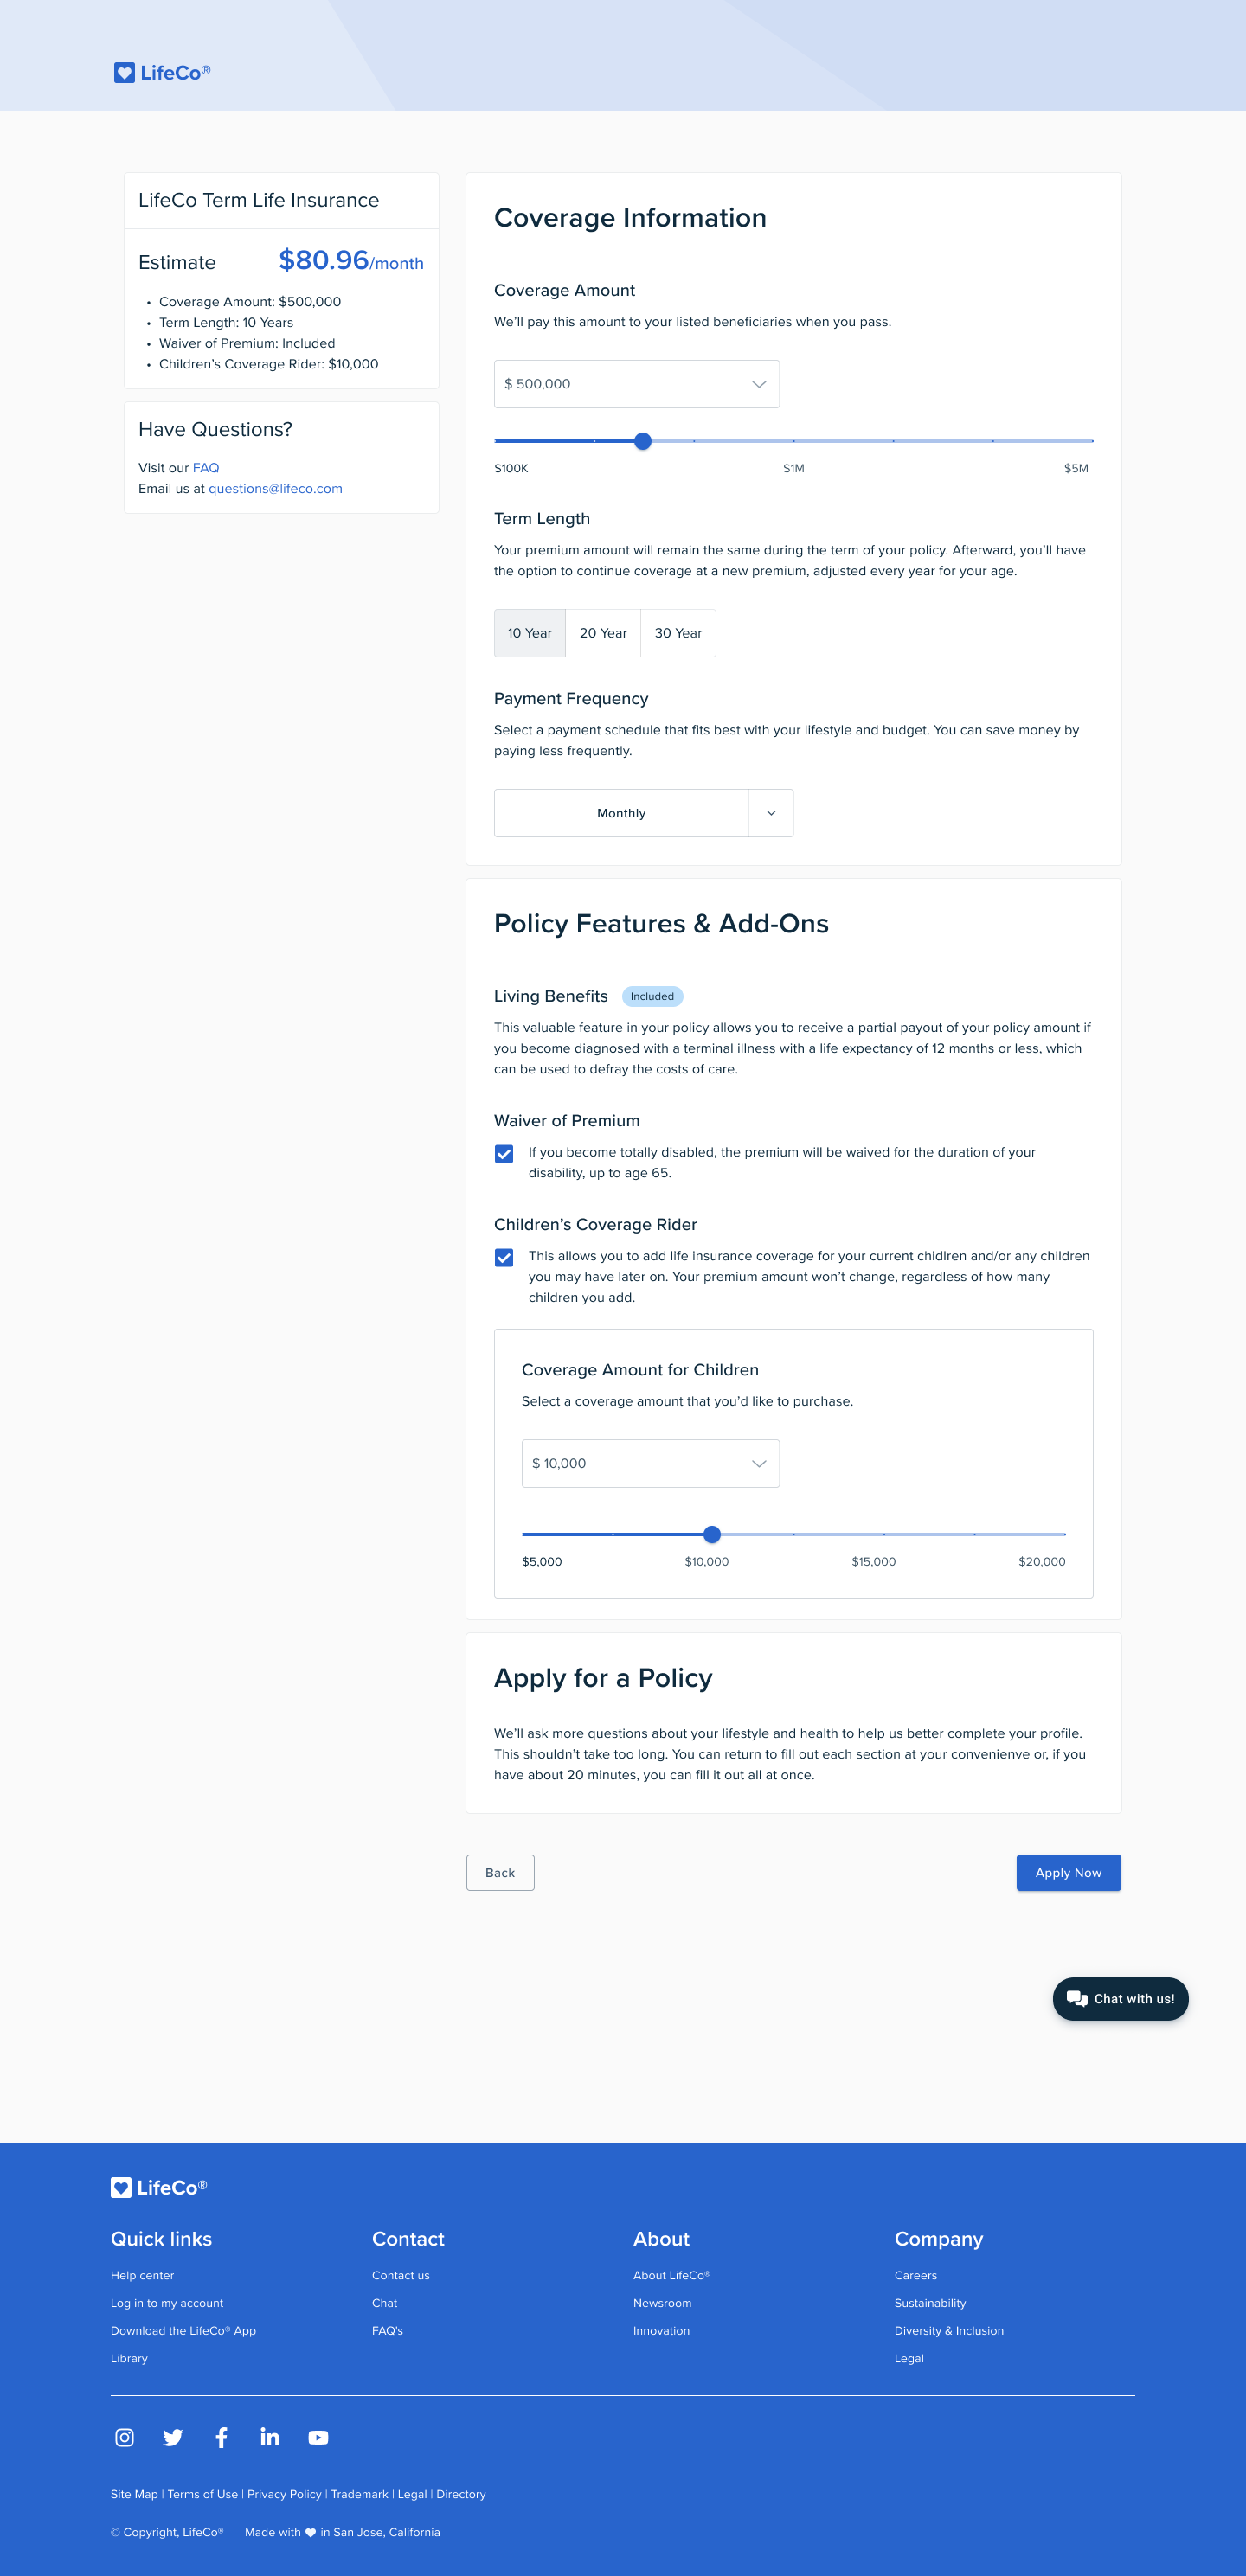 LifeCo®
LifeCo Term Life Insurance
Estimate $80.96/month
• Coverage Amount: $500,000
• Term Length: 10 Years
• Waiver of Premium: Included
• Children’s Coverage Rider: $10,000
Have Questions?
Visit our FAQ
Email us at questions@lifeco.com
Coverage Information
Coverage Amount
We’ll pay this amount to your listed beneficiaries when you pass.
$ 500,000
$100K $1M $5M
Term Length
Your premium amount will remain the same during the term of your policy. Afterward, you’ll have
the option to continue coverage at a new premium, adjusted every year for your age.
10 Year 20 Year 30 Year
Payment Frequency
Select a payment schedule that fits best with your lifestyle and budget. You can save money by
paying less frequently.
Monthly
Policy Features & Add-Ons
Living Benefits Included
This valuable feature in your policy allows you to receive a partial payout of your policy amount if
you become diagnosed with a terminal illness with a life expectancy of 12 months or less, which
can be used to defray the costs of care.
Waiver of Premium
If you become totally disabled, the premium will be waived for the duration of your
disability, up to age 65.
Children’s Coverage Rider
This allows you to add life insurance coverage for your current chidlren and/or any children
you may have later on. Your premium amount won’t change, regardless of how many
children you add.
Coverage Amount for Children
Select a coverage amount that you’d like to purchase.
$ 10,000
$5,000 $10,000 $15,000 $20,000
Apply for a Policy
We’ll ask more questions about your lifestyle and health to help us better complete your profile.
This shouldn’t take too long. You can return to fill out each section at your convenienve or, if you
have about 20 minutes, you can fill it out all at once.
Back Apply Now
Chat with us!
LifeCo®
Quick links
Help center
Log in to my account
Download the LifeCo® App
Library
Contact
Contact us
Chat
FAQ's
About
About LifeCo®
Newsroom
Innovation
Company
Careers
Sustainability
Diversity & Inclusion
Legal
Site Map | Terms of Use | Privacy Policy | Trademark | Legal | Directory
© Copyright, LifeCo® Made with in San Jose, California